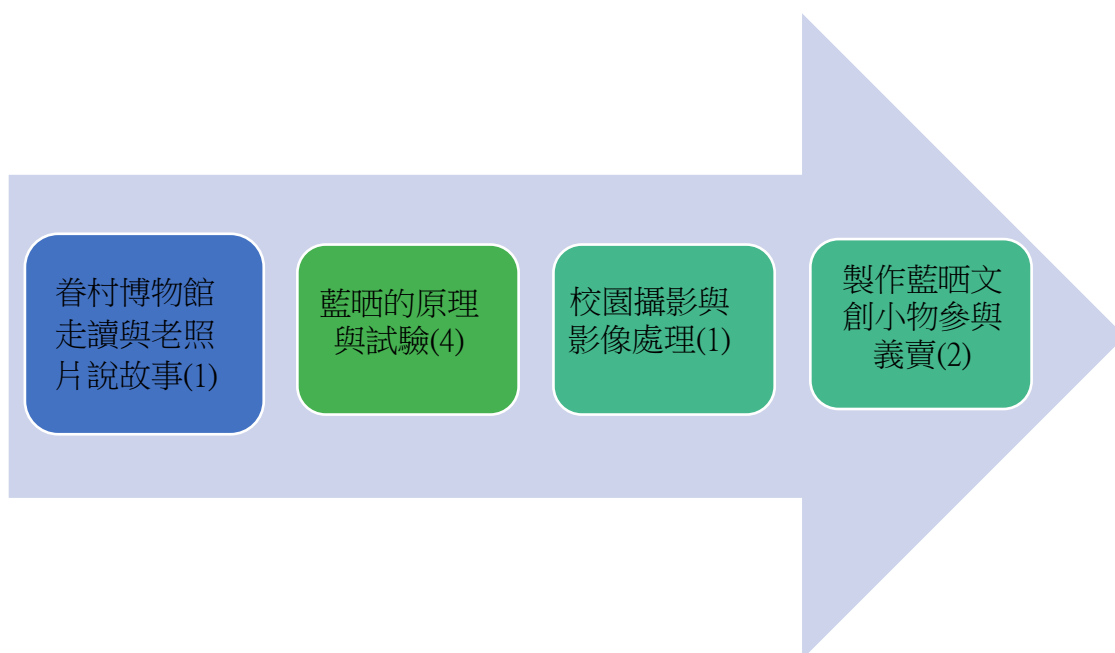 眷村博物館
走讀與老照
片說故事(1)
藍晒的原理
與試驗(4)
校園攝影與
影像處理(1)
製作藍晒文
創小物參與
義賣(2)